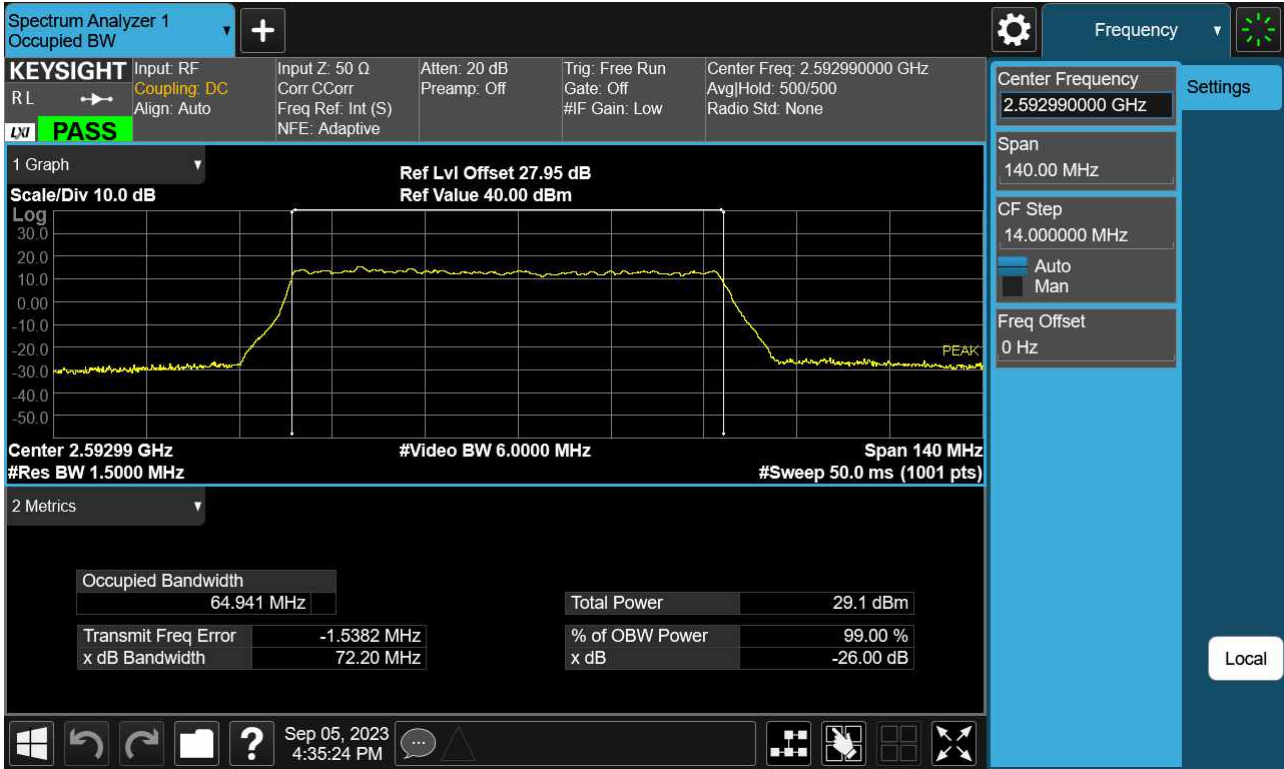 Spectrum Analyzer 1
Occupied BW
Frequency
KEYSIGHT
R L
LXI
PASS
Input: RF
Coupling: DC
Align: Auto
Input Z: 50 Ω
Corr CCorr
Freq Ref: Int (S)
NFE: Adaptive
Atten: 20 dB
Preamp: Off
Trig: Free Run
Gate: Off
#IF Gain: Low
Center Freq: 2.592990000 GHz
Avg|Hold: 500/500
Radio Std: None
1 Graph
Scale/Div 10.0 dB
Ref Lvl Offset 27.95 dB
Ref Value 40.00 dBm
Log
30.0
20.0
10.0
0.00
-10.0
-20.0
-30.0
-40.0
-50.0
PEAK
Center 2.59299 GHz
#Video BW 6.0000 MHz
Span 140 MHz
#Res BW 1.5000 MHz
#Sweep 50.0 ms (1001 pts)
2 Metrics
Occupied Bandwidth
64.941 MHz
Total Power 29.1 dBm
Transmit Freq Error -1.5382 MHz
% of OBW Power 99.00 %
x dB Bandwidth 72.20 MHz
x dB -26.00 dB
Center Frequency
2.592990000 GHz
Settings
Span
140.00 MHz
CF Step
14.000000 MHz
Auto
Man
Freq Offset
0 Hz
Local
?
Sep 05, 2023
4:35:24 PM